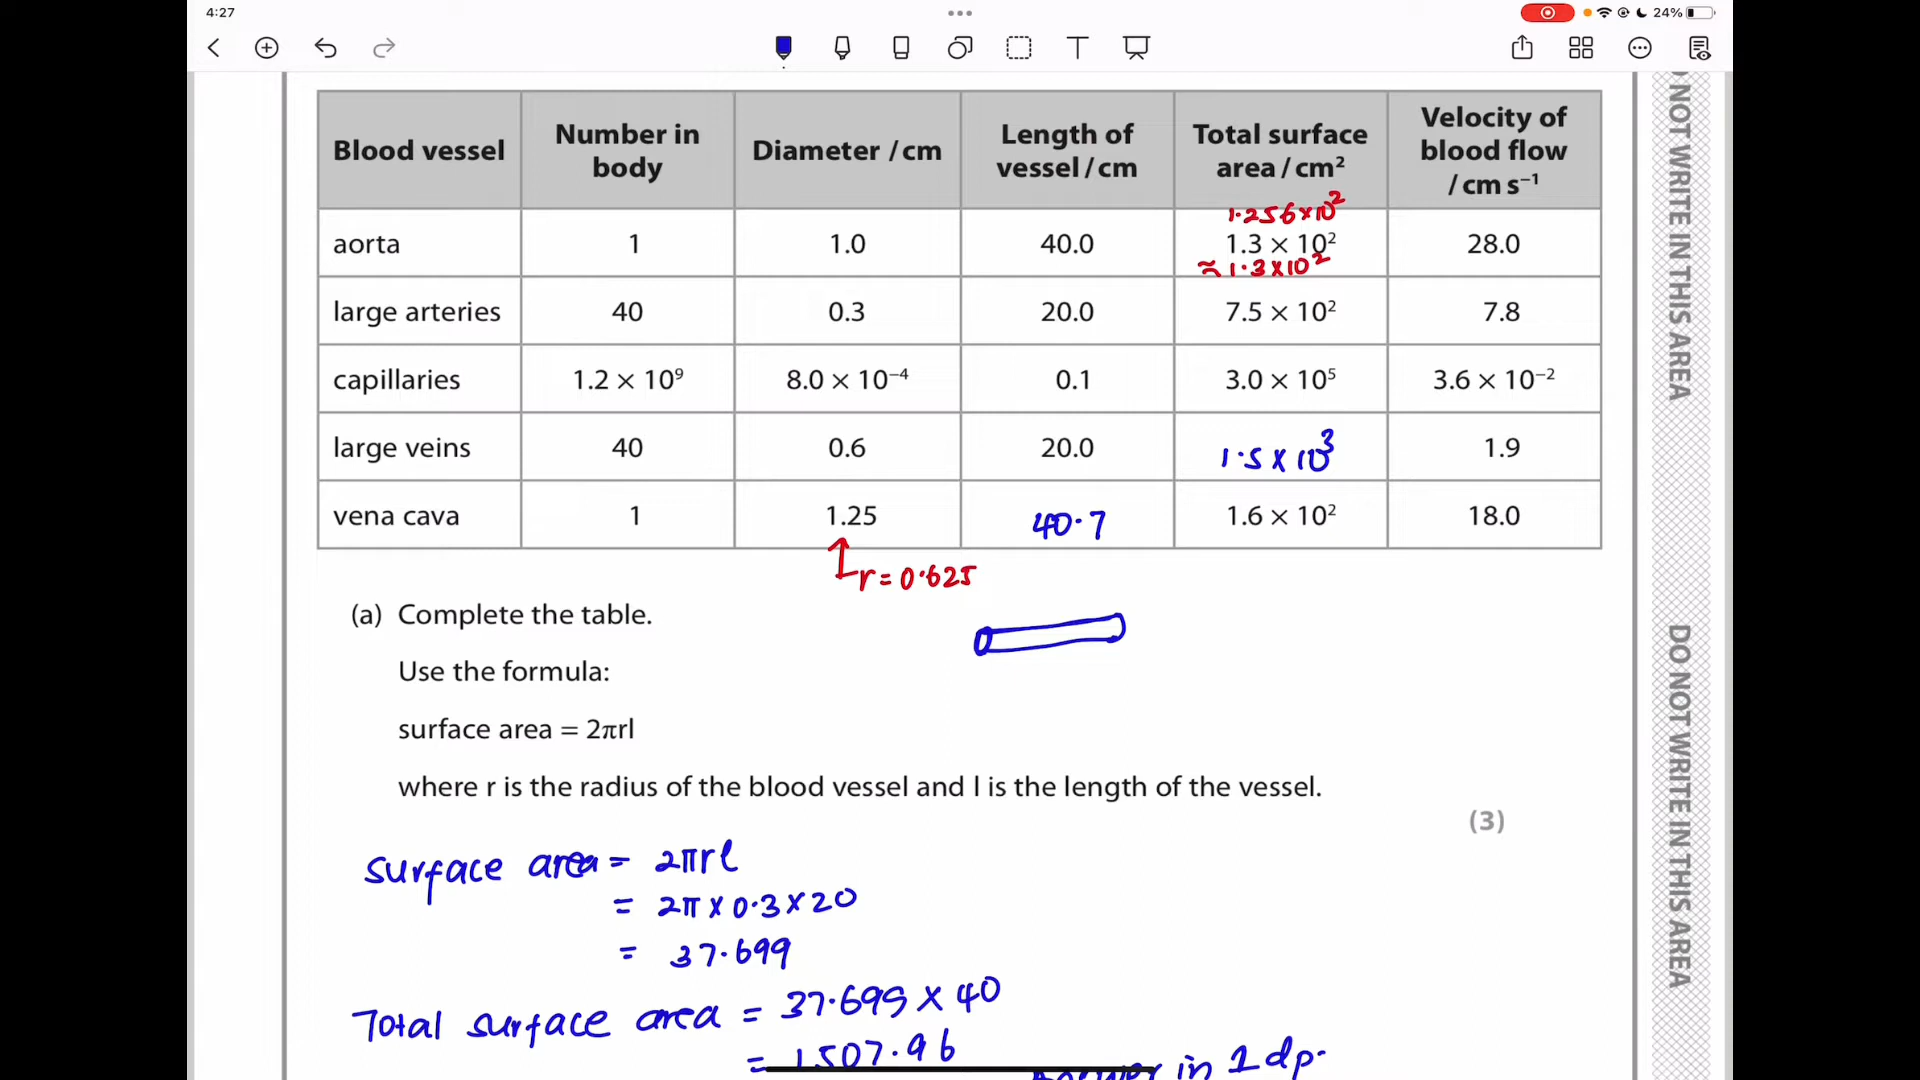 4:27
24%
Blood vessel
Number in body
Diameter / cm
Length of vessel / cm
Total surface area / cm²
Velocity of blood flow / cm s⁻¹
1.256×10²
aorta 1 1.0 40.0 1.3 × 10² 28.0
≈1.3×10²
large arteries 40 0.3 20.0 7.5 × 10² 7.8
capillaries 1.2 × 10⁹ 8.0 × 10⁻⁴ 0.1 3.0 × 10⁵ 3.6 × 10⁻²
large veins 40 0.6 20.0 1.5 × 10³ 1.9
vena cava 1 1.25 40.7 1.6 × 10² 18.0
r = 0.625
(a) Complete the table.
Use the formula:
surface area = 2πrl
where r is the radius of the blood vessel and l is the length of the vessel.
(3)
surface area = 2πrl
= 2π × 0.3 × 20
= 37.699
Total surface area = 37.699 × 40
= 1507.96
in 1 dp.
NOT WRITE IN THIS AREA
DO NOT WRITE IN THIS AREA